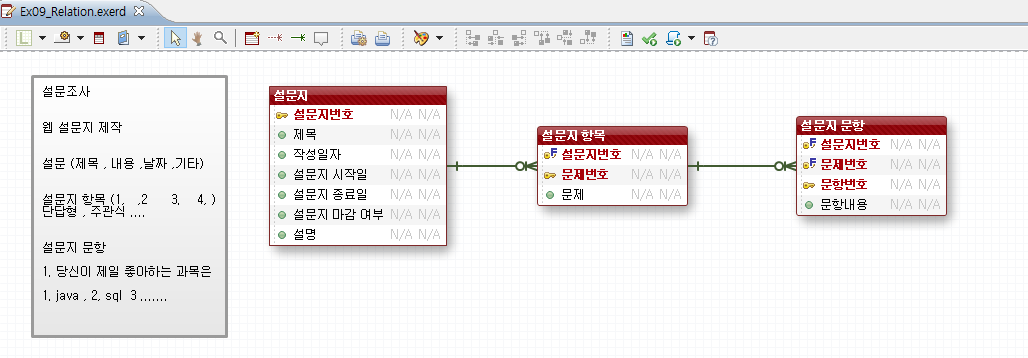 Ex09_Relation.exerd
설문조사
웹 설문지 제작
설문 (제목 , 내용 ,날짜 ,기타)
설문지 항목 (1, ,2 3, 4, )
단답형 , 주관식 ....
설문지 문항
1, 당신이 제일 좋아하는 과목은
1, java , 2, sql 3 .......
설문지
설문지번호 N/A N/A
제목 N/A N/A
작성일자 N/A N/A
설문지 시작일 N/A N/A
설문지 종료일 N/A N/A
설문지 마감 여부 N/A N/A
설명 N/A N/A
설문지 항목
설문지번호 N/A N/A
문제번호 N/A N/A
문제 N/A N/A
설문지 문항
설문지번호 N/A N/A
문제번호 N/A N/A
문항번호 N/A N/A
문항내용 N/A N/A